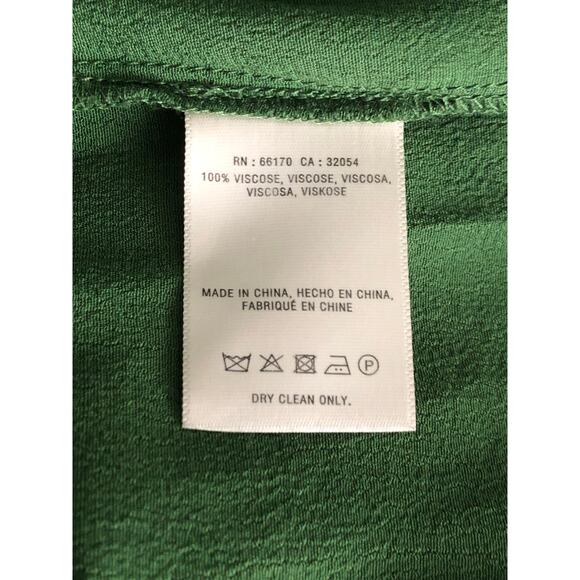 RN : 66170 CA : 32054
100% VISCOSE, VISCOSE, VISCOSA,
VISCOSA, VISKOSE
MADE IN CHINA, HECHO EN CHINA,
FABRIQUÉ EN CHINE
P
DRY CLEAN ONLY.